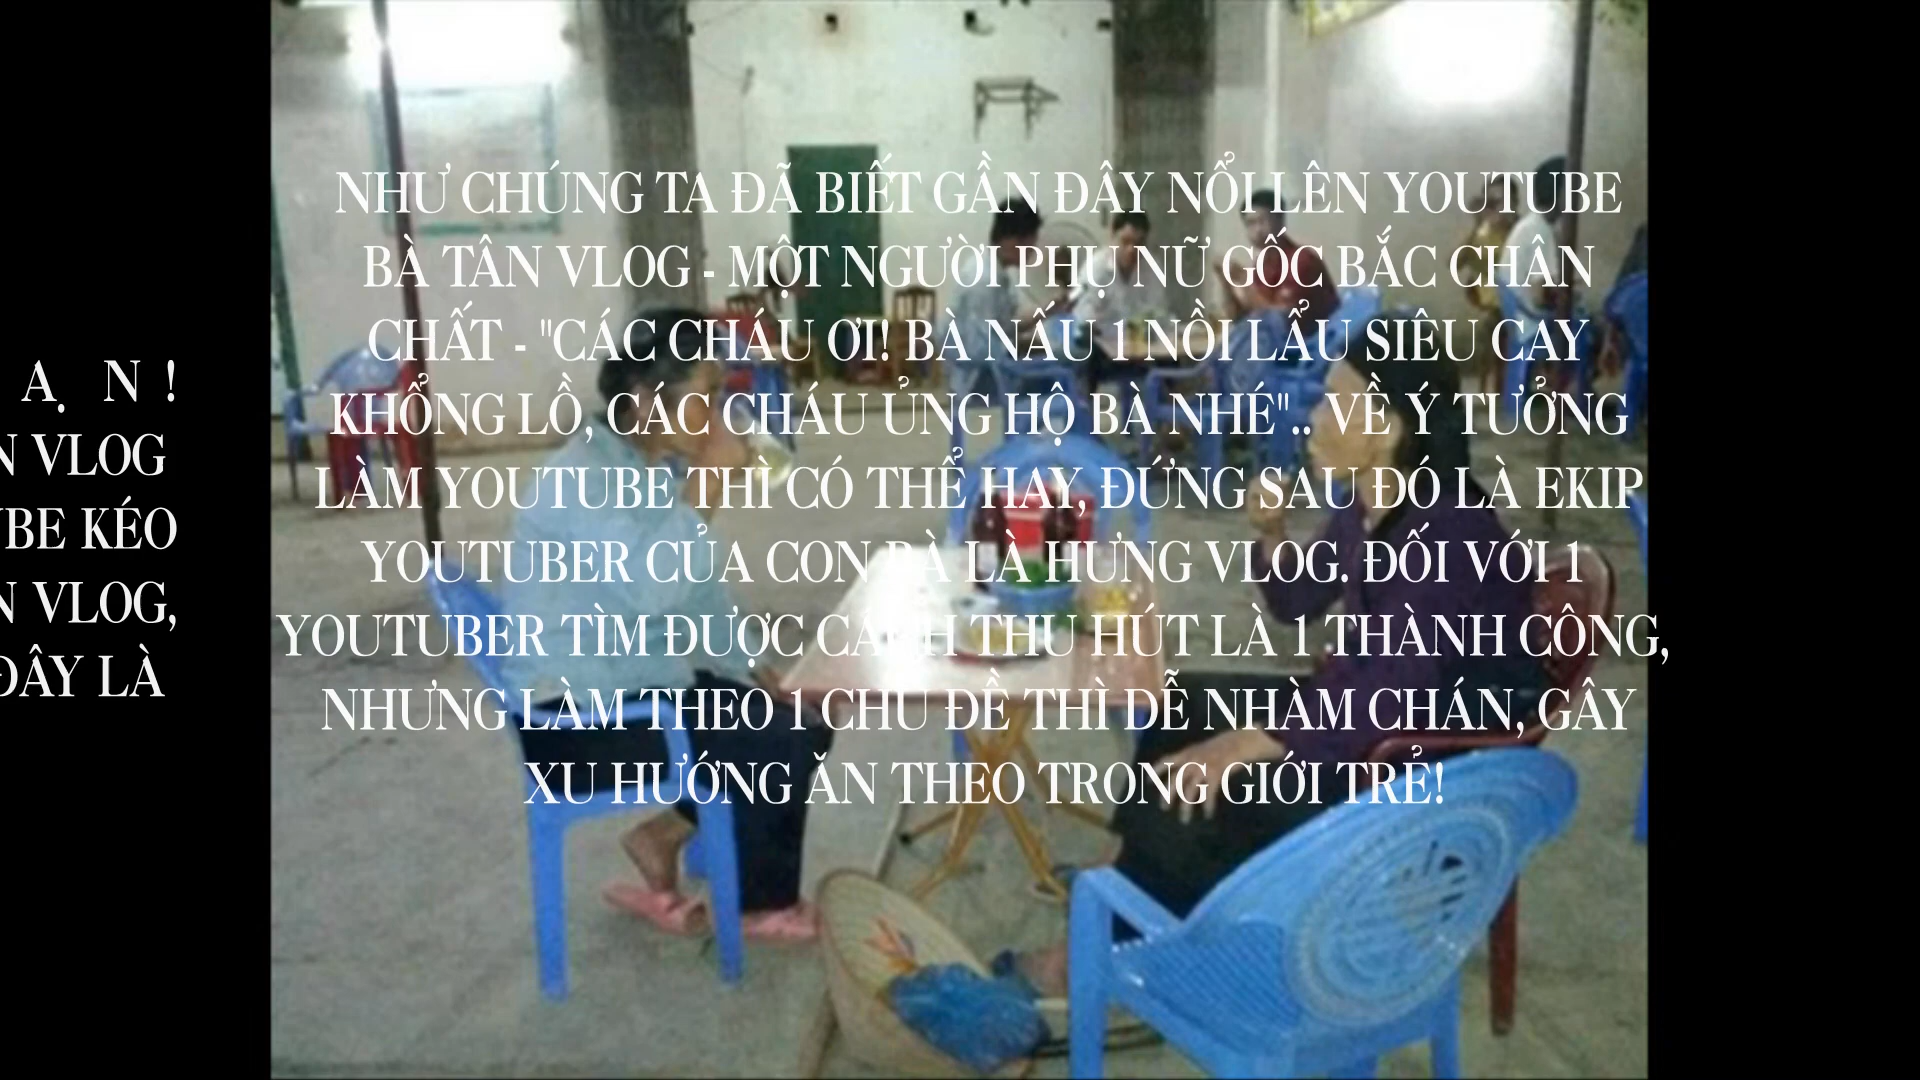 NHƯ CHÚNG TA ĐÃ BIẾT GẦN ĐÂY NỔI LÊN YOUTUBE
BÀ TÂN VLOG - MỘT NGƯỜI PHỤ NỮ GỐC BẮC CHÂN
CHẤT - "CÁC CHÁU ƠI! BÀ NẤU 1 NỒI LẨU SIÊU CAY
KHỔNG LỒ, CÁC CHÁU ỦNG HỘ BÀ NHÉ".. VỀ Ý TƯỞNG
LÀM YOUTUBE THÌ CÓ THỂ HAY, ĐỨNG SAU ĐÓ LÀ EKIP
YOUTUBER CỦA CON BÀ LÀ HƯNG VLOG. ĐỐI VỚI 1
YOUTUBER TÌM ĐƯỢC CÁCH THU HÚT LÀ 1 THÀNH CÔNG,
NHƯNG LÀM THEO 1 CHỦ ĐỀ THÌ DỄ NHÀM CHÁN, GÂY
XU HƯỚNG ĂN THEO TRONG GIỚI TRẺ!
ẠN!
N VLOG
BE KÉO
N VLOG,
ĐÂY LÀ